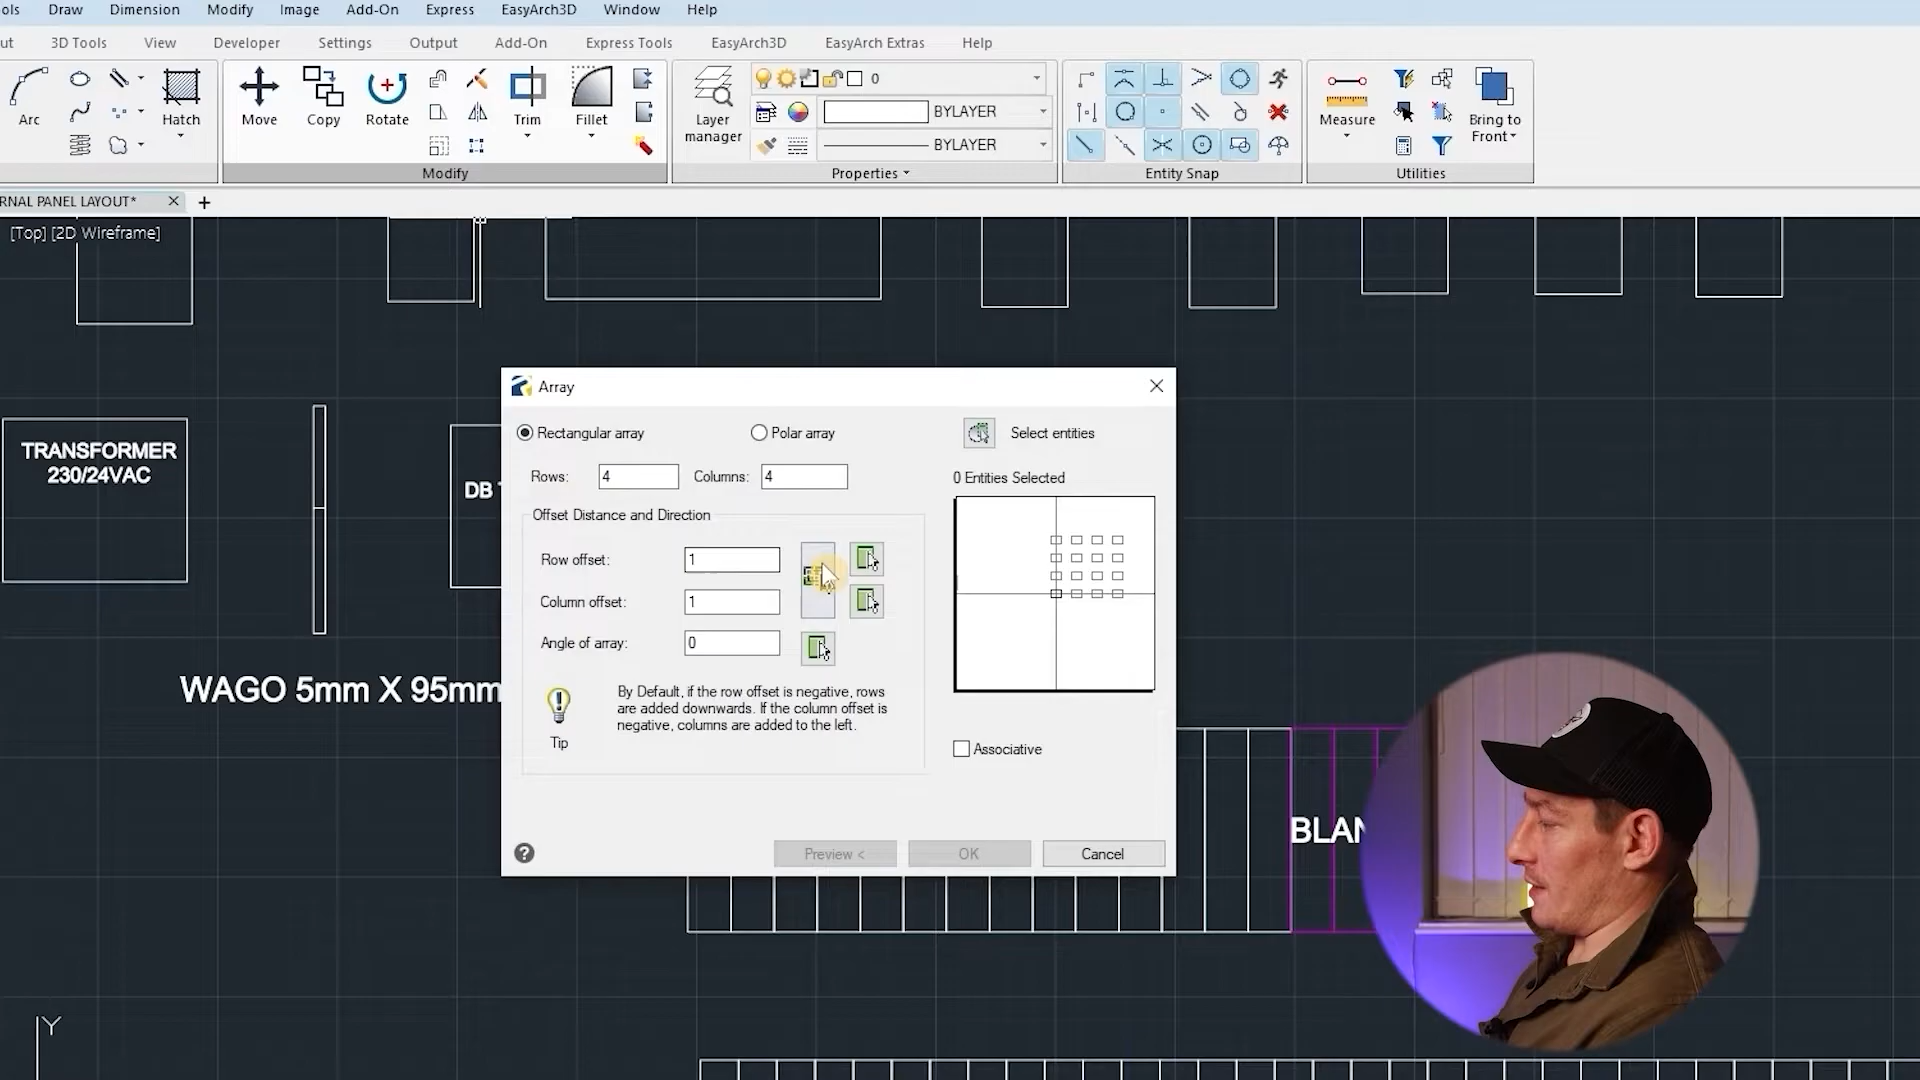 ols Draw Dimension Modify Image Add-On Express EasyArch3D Window Help
ut 3D Tools View Developer Settings Output Add-On Express Tools EasyArch3D EasyArch Extras Help
0
Arc Hatch Move Copy Rotate Trim Fillet Layer manager BYLAYER Measure Bring to Front
BYLAYER
Modify Properties Entity Snap Utilities
RNAL PANEL LAYOUT*
[Top] [2D Wireframe]
Array
TRANSFORMER
230/24VAC
DB
WAGO 5mm X 95mm
Rectangular array Polar array Select entities
Rows: 4 Columns: 4 0 Entities Selected
Offset Distance and Direction
Row offset: 1
Column offset: 1
Angle of array: 0
By Default, if the row offset is negative, rows
are added downwards. If the column offset is
negative, columns are added to the left.
Tip
Associative
BLAN
Preview < OK Cancel
Y